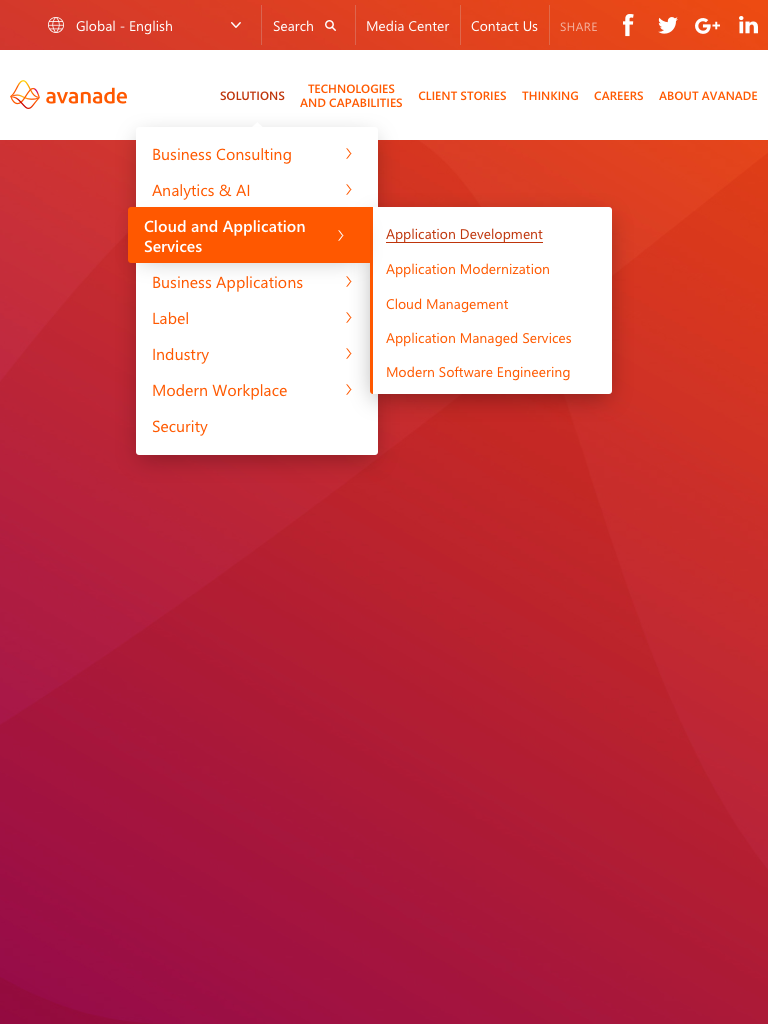 Global - English
Search
Media Center
Contact Us
SHARE
avanade
SOLUTIONS
TECHNOLOGIES
AND CAPABILITIES
CLIENT STORIES
THINKING
CAREERS
ABOUT AVANADE
Business Consulting
Analytics & AI
Cloud and Application
Services
Business Applications
Label
Industry
Modern Workplace
Security
Application Development
Application Modernization
Cloud Management
Application Managed Services
Modern Software Engineering